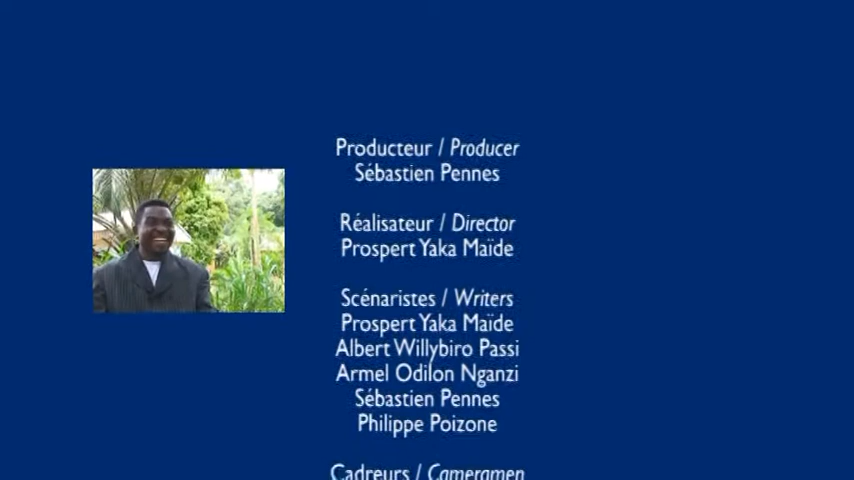 Producteur / Producer
Sébastien Pennes
Réalisateur / Director
Prospert Yaka Maïde
Scénaristes / Writers
Prospert Yaka Maïde
Albert Willybiro Passi
Armel Odilon Nganzi
Sébastien Pennes
Philippe Poizone
Cadreurs / Cameramen